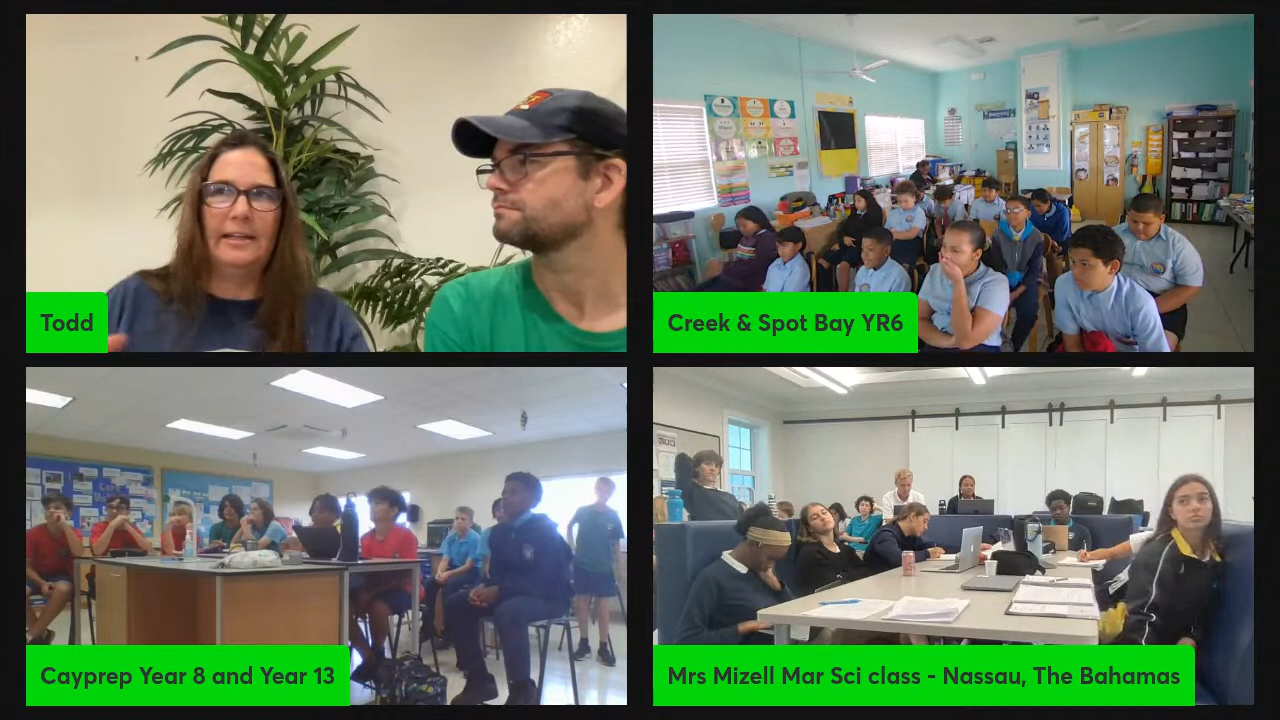 Todd
Creek & Spot Bay YR6
Cayprep Year 8 and Year 13
Mrs Mizell Mar Sci class - Nassau, The Bahamas